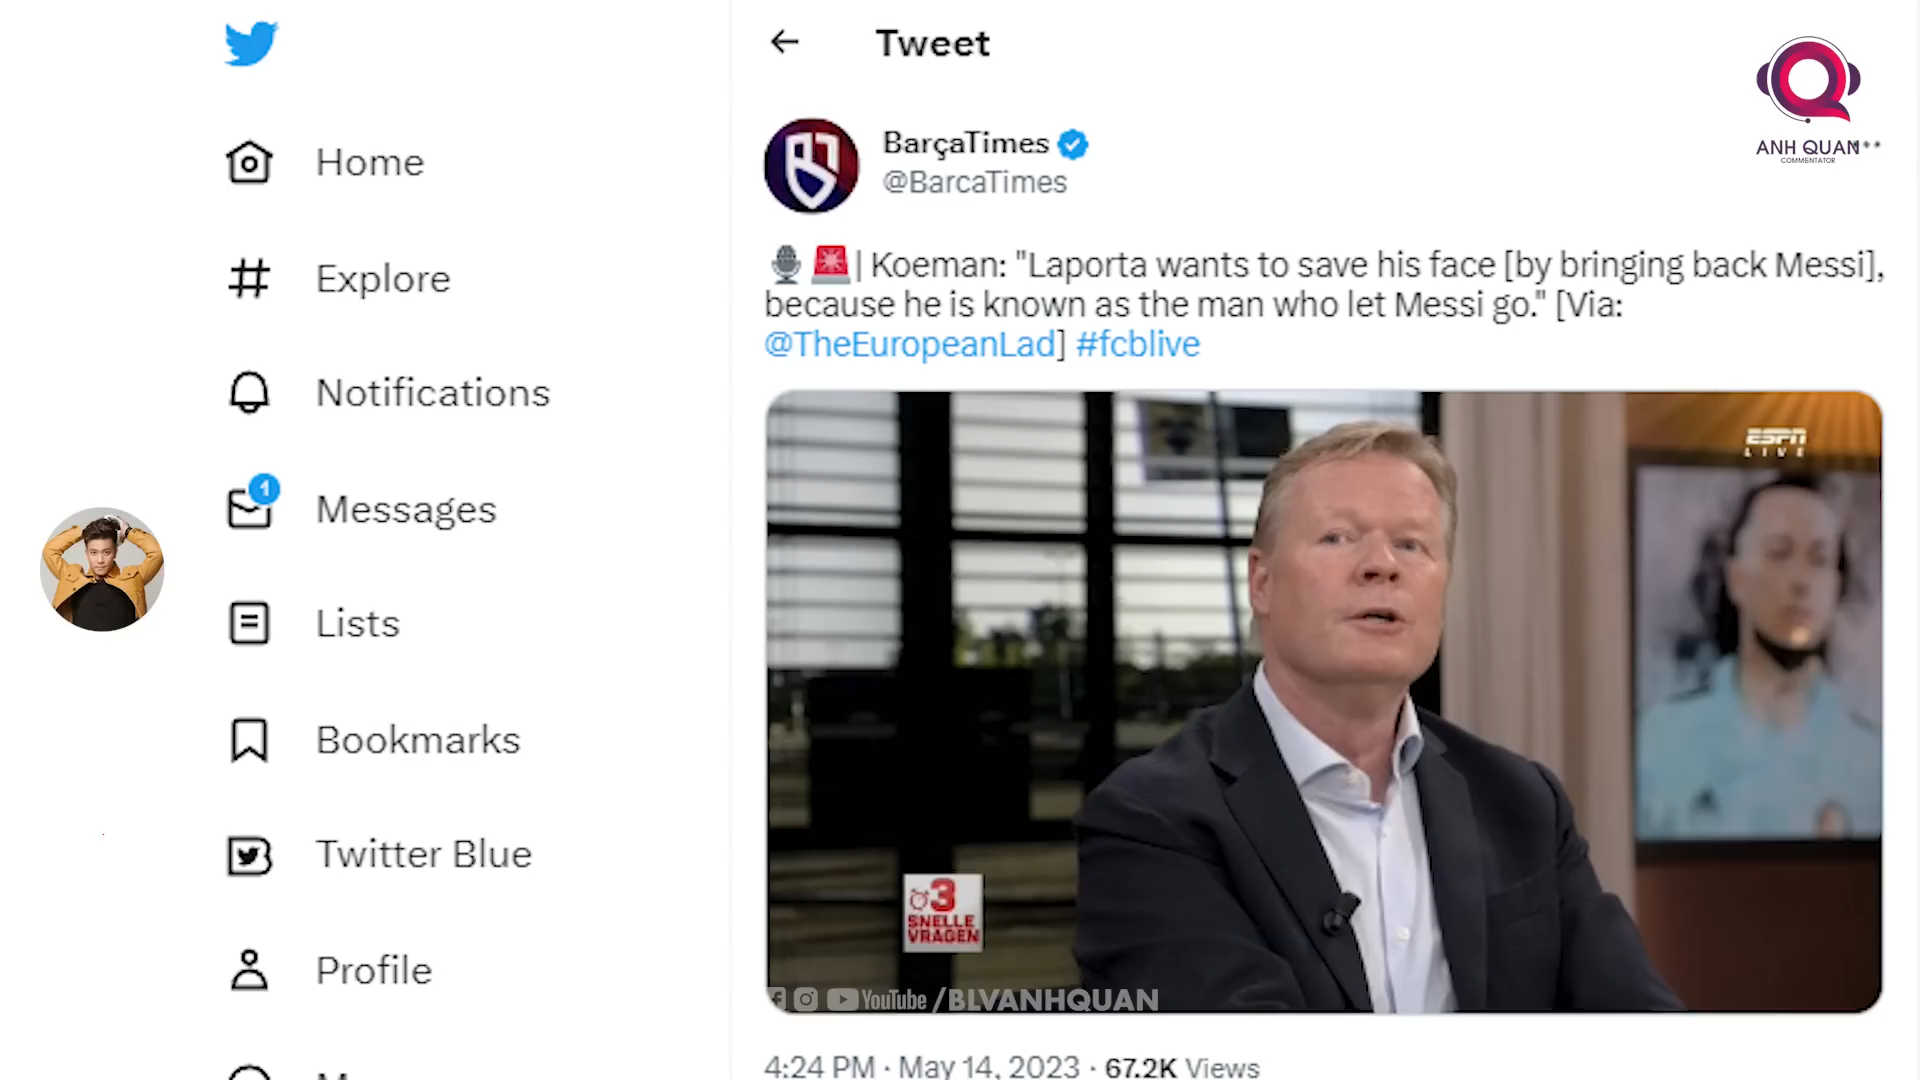 Tweet
ANH QUAN
COMMENTATOR
Home
Explore
Notifications
1
Messages
Lists
Bookmarks
Twitter Blue
Profile
BarçaTimes
@BarcaTimes
| Koeman: "Laporta wants to save his face [by bringing back Messi],
because he is known as the man who let Messi go." [Via:
@TheEuropeanLad] #fcblive
ESPN
LIVE
3
SNELLE
VRAGEN
YouTube /BLVANHQUAN
4:24 PM · May 14, 2023 · 67.2K Views